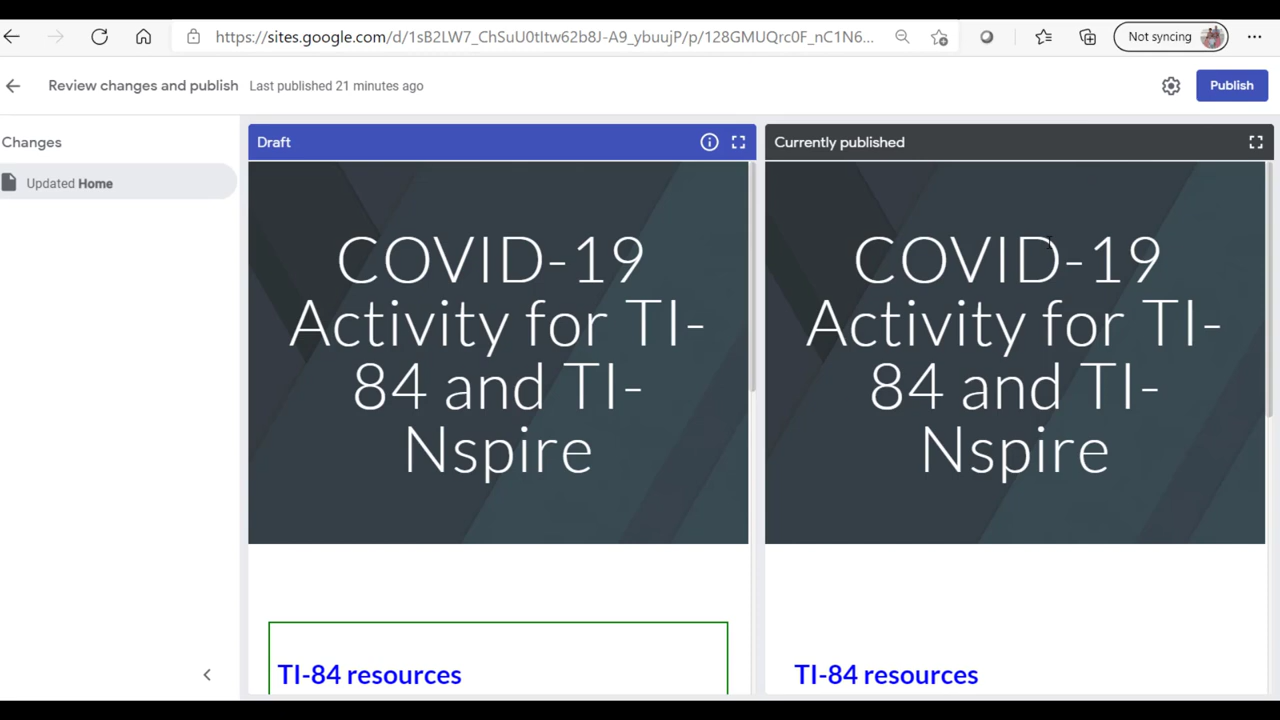 https://sites.google.com/d/1sB2LW7_ChSuU0tItw62b8J-A9_ybuujP/p/128GMUQrc0F_nC1N6...
Not syncing
Review changes and publish
Last published 21 minutes ago
Publish
Changes
Updated Home
Draft
COVID-19
Activity for TI-
84 and TI-
Nspire
TI-84 resources
Currently published
COVID-19
Activity for TI-
84 and TI-
Nspire
TI-84 resources